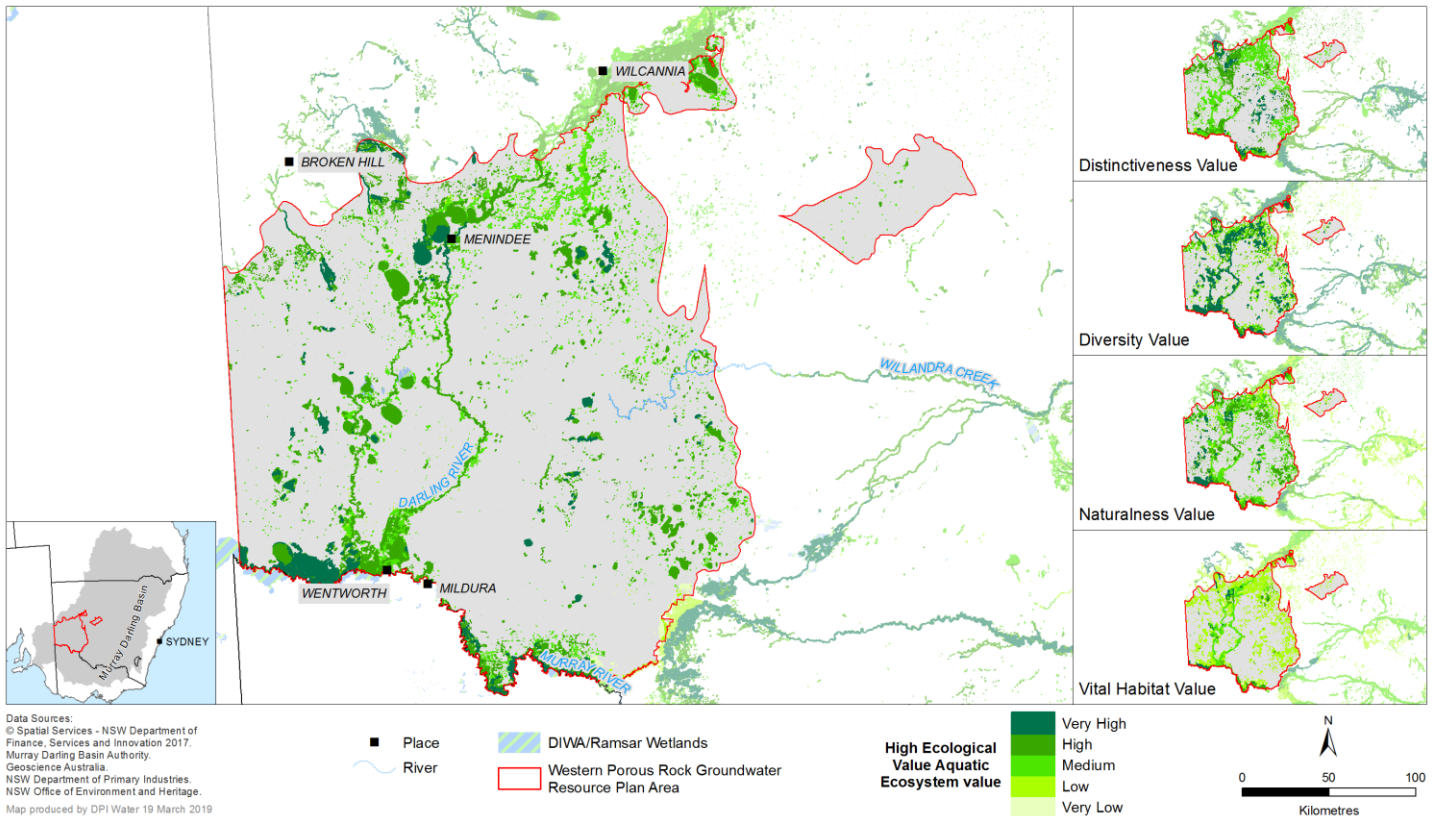 WILCANNIA
BROKEN HILL
MENINDEE
WILLANDRA CREEK
DARLING RIVER
WENTWORTH
MILDURA
MURRAY RIVER
Murray Darling Basin
SYDNEY
Distinctiveness Value
Diversity Value
Naturalness Value
Vital Habitat Value
Data Sources:
© Spatial Services - NSW Department of
Finance, Services and Innovation 2017.
Murray Darling Basin Authority.
Geoscience Australia.
NSW Department of Primary Industries.
NSW Office of Environment and Heritage.
Map produced by DPI Water 19 March 2019
Place
River
DIWA/Ramsar Wetlands
Western Porous Rock Groundwater
Resource Plan Area
High Ecological
Value Aquatic
Ecosystem value
Very High
High
Medium
Low
Very Low
N
0 50 100
Kilometres